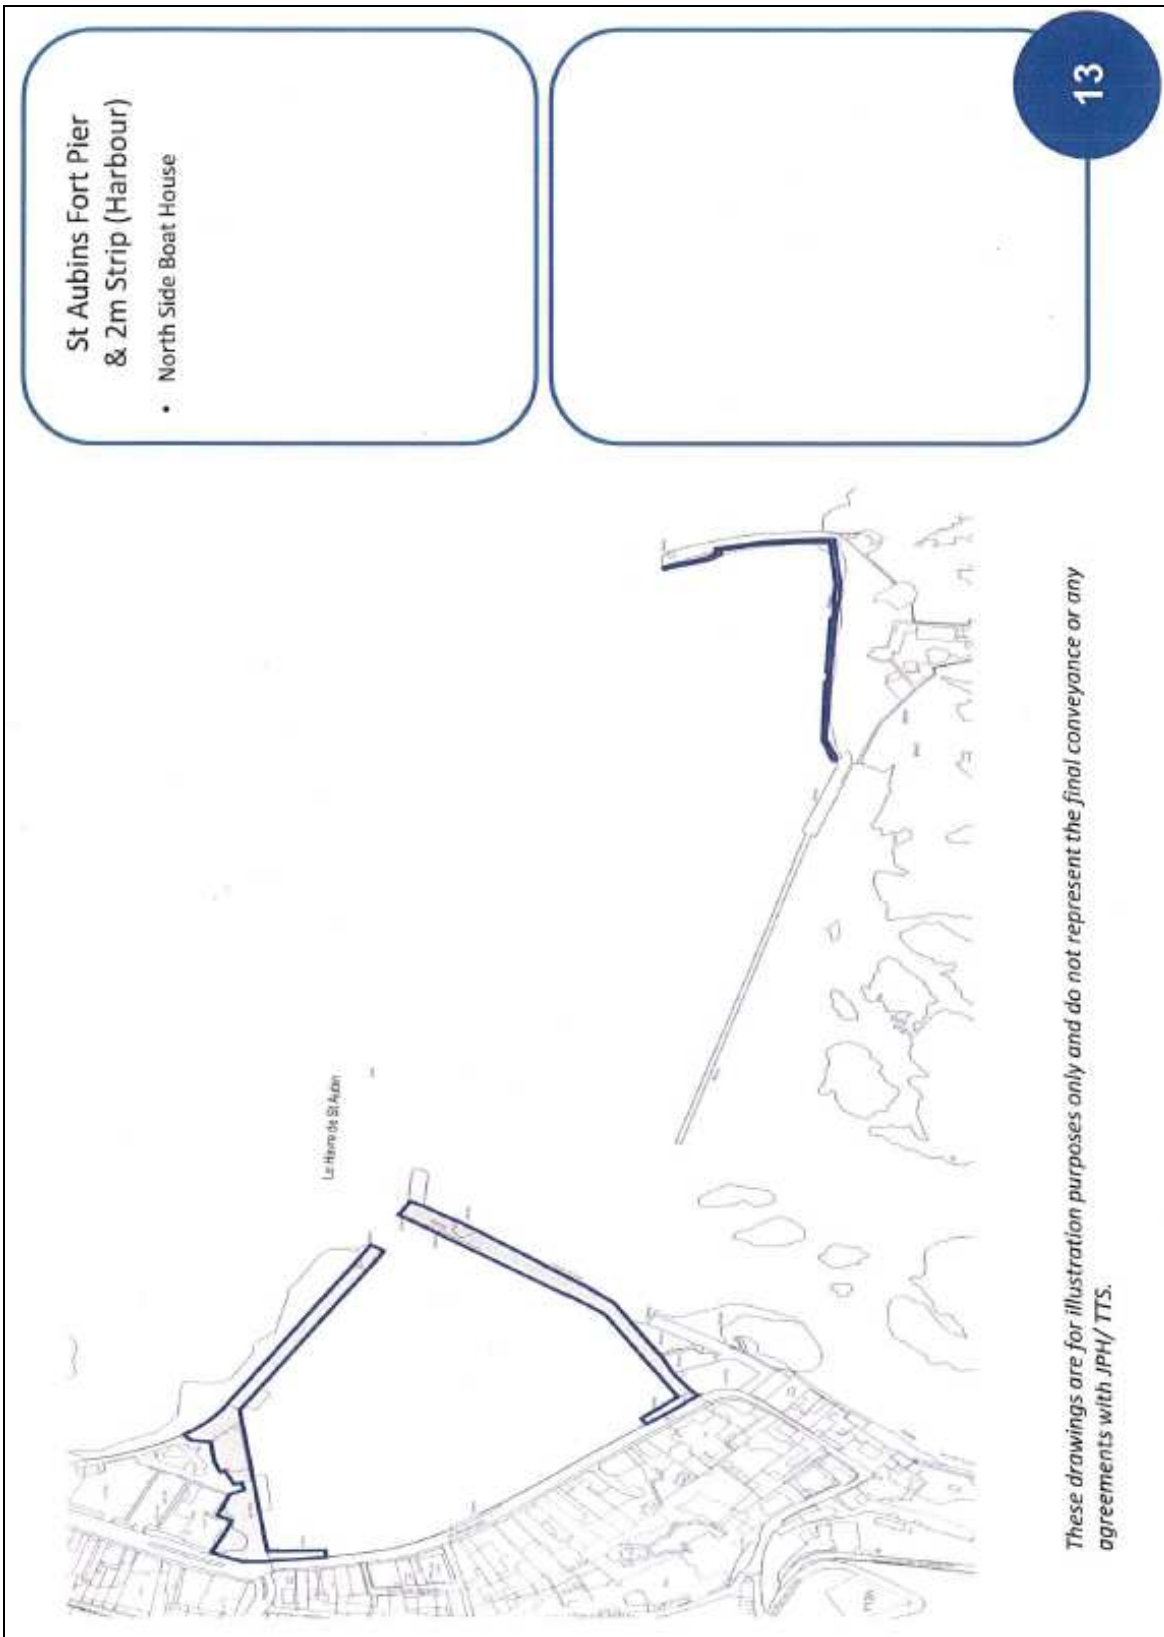 St Aubins Fort Pier
& 2m Strip (Harbour)
• North Side Boat House
13
Le Havre de St Aubin
These drawings are for illustration purposes only and do not represent the final conveyance or any
agreements with JPH/ TTS.